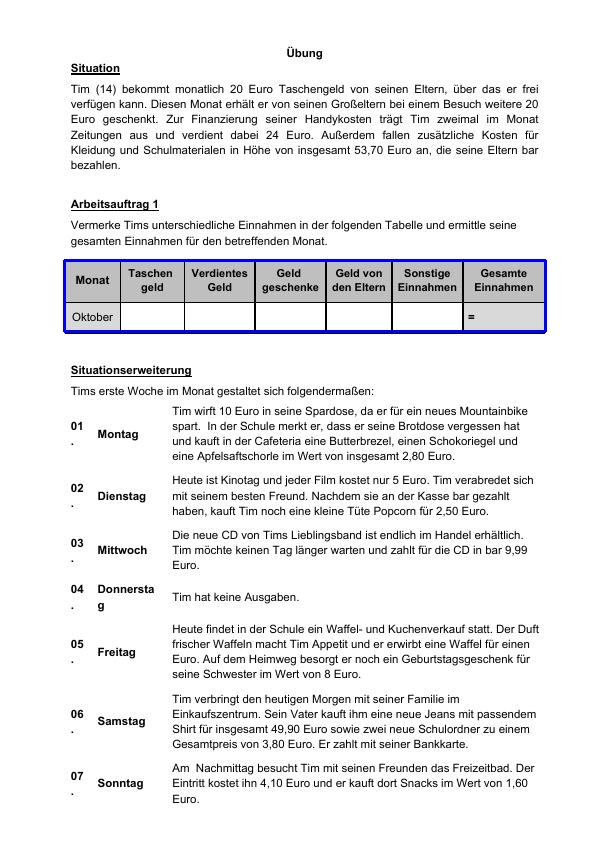 Übung
Situation
Tim (14) bekommt monatlich 20 Euro Taschengeld von seinen Eltern, über das er frei
verfügen kann. Diesen Monat erhält er von seinen Großeltern bei einem Besuch weitere 20
Euro geschenkt. Zur Finanzierung seiner Handykosten trägt Tim zweimal im Monat
Zeitungen aus und verdient dabei 24 Euro. Außerdem fallen zusätzliche Kosten für
Kleidung und Schulmaterialen in Höhe von insgesamt 53,70 Euro an, die seine Eltern bar
bezahlen.
Arbeitsauftrag 1
Vermerke Tims unterschiedliche Einnahmen in der folgenden Tabelle und ermittle seine
gesamten Einnahmen für den betreffenden Monat.
Monat Taschen Verdientes Geld Geld von Sonstige Gesamte
geld Geld geschenke den Eltern Einnahmen Einnahmen
Oktober =
Situationserweiterung
Tims erste Woche im Monat gestaltet sich folgendermaßen:
01
.
Montag
Tim wirft 10 Euro in seine Spardose, da er für ein neues Mountainbike
spart. In der Schule merkt er, dass er seine Brotdose vergessen hat
und kauft in der Cafeteria eine Butterbrezel, einen Schokoriegel und
eine Apfelsaftschorle im Wert von insgesamt 2,80 Euro.
02
.
Dienstag
Heute ist Kinotag und jeder Film kostet nur 5 Euro. Tim verabredet sich
mit seinem besten Freund. Nachdem sie an der Kasse bar gezahlt
haben, kauft Tim noch eine kleine Tüte Popcorn für 2,50 Euro.
03
.
Mittwoch
Die neue CD von Tims Lieblingsband ist endlich im Handel erhältlich.
Tim möchte keinen Tag länger warten und zahlt für die CD in bar 9,99
Euro.
04
.
Donnersta
g
Tim hat keine Ausgaben.
05
.
Freitag
Heute findet in der Schule ein Waffel- und Kuchenverkauf statt. Der Duft
frischer Waffeln macht Tim Appetit und er erwirbt eine Waffel für einen
Euro. Auf dem Heimweg besorgt er noch ein Geburtstagsgeschenk für
seine Schwester im Wert von 8 Euro.
06
.
Samstag
Tim verbringt den heutigen Morgen mit seiner Familie im
Einkaufszentrum. Sein Vater kauft ihm eine neue Jeans mit passendem
Shirt für insgesamt 49,90 Euro sowie zwei neue Schulordner zu einem
Gesamtpreis von 3,80 Euro. Er zahlt mit seiner Bankkarte.
07
.
Sonntag
Am Nachmittag besucht Tim mit seinen Freunden das Freizeitbad. Der
Eintritt kostet ihn 4,10 Euro und er kauft dort Snacks im Wert von 1,60
Euro.